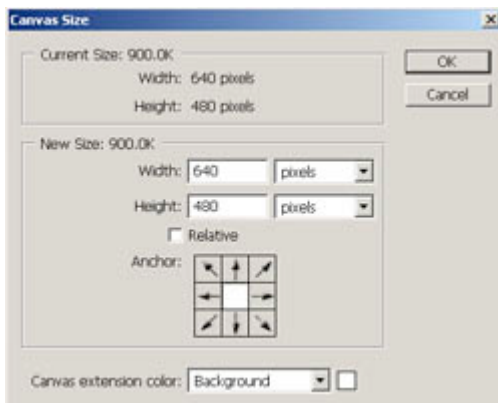 Canvas Size
Current Size: 900.0K
Width: 640 pixels
Height: 480 pixels
OK
Cancel
New Size: 900.0K
Width: 640 pixels
Height: 480 pixels
Relative
Anchor:
Canvas extension color: Background